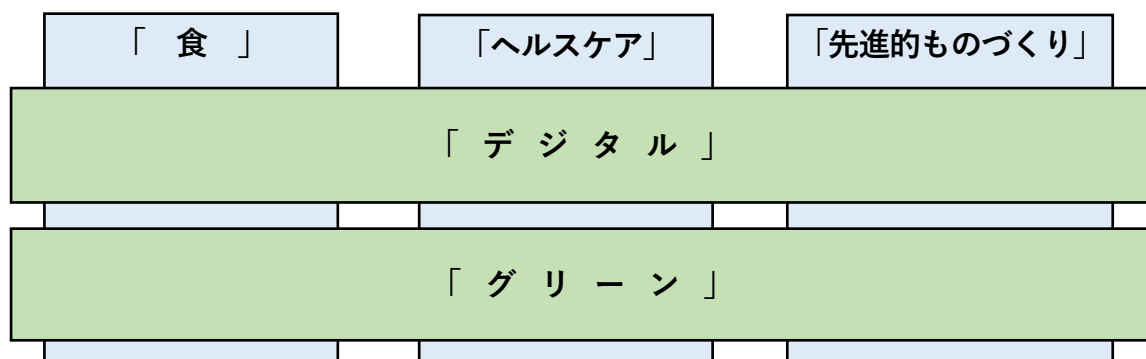 「 食 」
「ヘルスケア」
「先進的ものづくり」
「 デ ジ タ ル 」
「 グ リ ー ン 」